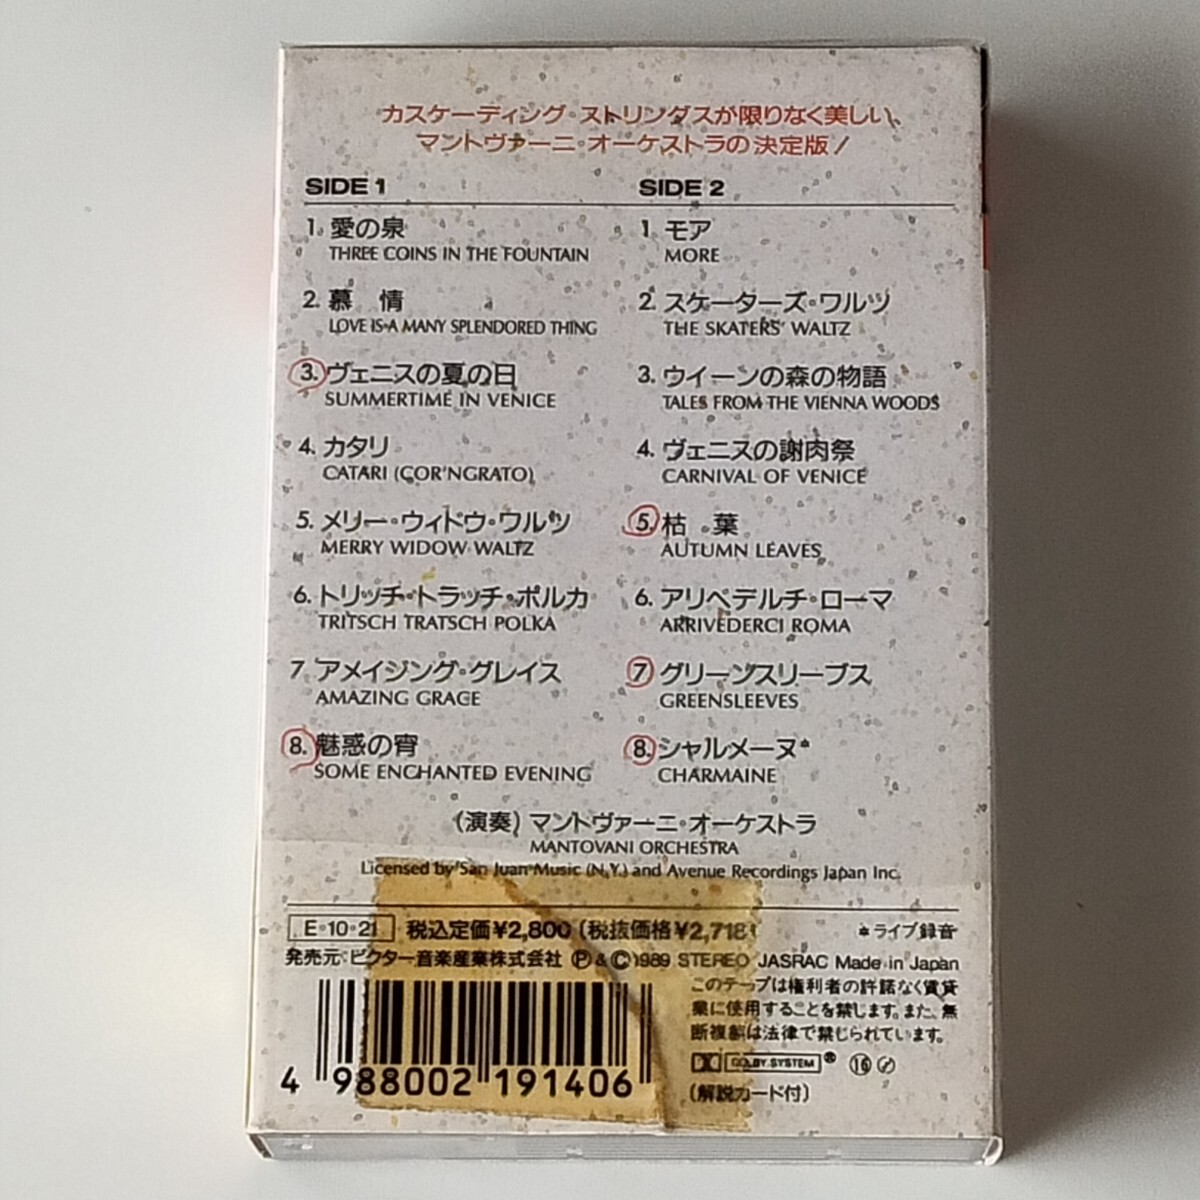 カスケーディング・ストリングスが限りなく美しい、
マントヴァーニ・オーケストラの決定版！
SIDE 1
1. 愛の泉
THREE COINS IN THE FOUNTAIN
2. 慕 情
LOVE IS A MANY SPLENDORED THING
3. ヴェニスの夏の日
SUMMERTIME IN VENICE
4. カタリ
CATARI (COR'NGRATO)
5. メリー・ウィドウ・ワルツ
MERRY WIDOW WALTZ
6. トリッチ・トラッチ・ポルカ
TRITSCH TRATSCH POLKA
7 アメイジング・グレイス
AMAZING GRACE
8. 魅惑の宵
SOME ENCHANTED EVENING
SIDE 2
1. モア
MORE
2. スケーターズ・ワルツ
THE SKATERS' WALTZ
3. ウイーンの森の物語
TALES FROM THE VIENNA WOODS
4. ヴェニスの謝肉祭
CARNIVAL OF VENICE
5. 枯 葉
AUTUMN LEAVES
6. アリベデルチ・ローマ
ARRIVEDERCI ROMA
7 グリーンスリーブス
GREENSLEEVES
8. シャルメーヌ*
CHARMAINE
(演奏) マントヴァーニ・オーケストラ
MANTOVANI ORCHESTRA
Licensed by San Juan Music (N.Y.) and Avenue Recordings Japan Inc.
E・10・21 税込定価¥2,800 (税抜価格¥2,718) *ライブ録音
発売元:ビクター音楽産業株式会社 Ⓟ&Ⓒ1989 STEREO JASRAC Made in Japan
このテープは権利者の許諾なく賃貸
業に使用することを禁じます。また、無
断複製は法律で禁じられています。
DOLBY SYSTEM® 16
(解説カード付)
4 988002 191406